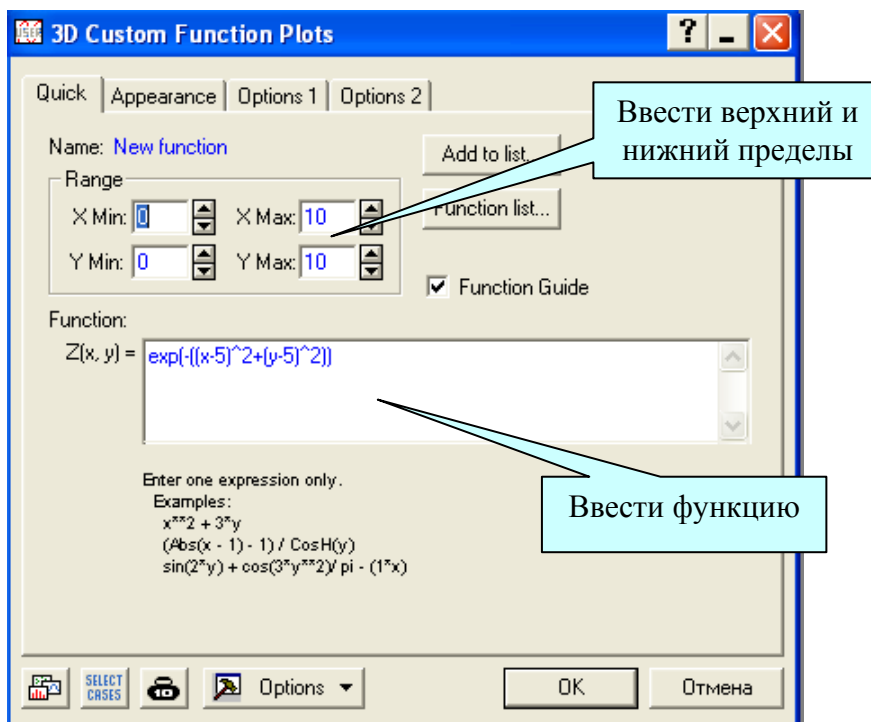 USER 3D Custom Function Plots
Quick Appearance Options 1 Options 2
Ввести верхний и
нижний пределы
Name: New function
Add to list...
Range
X Min: 0 X Max: 10
Function list...
Y Min: 0 Y Max: 10
Function Guide
Function:
Z(x, y) = exp(-((x-5)^2+(y-5)^2))
Enter one expression only.
Examples:
x**2 + 3*y
(Abs(x - 1) - 1) / CosH(y)
sin(2*y) + cos(3*y**2)/ pi - (1*x)
Ввести функцию
SELECT
CASES
Options
OK
Отмена